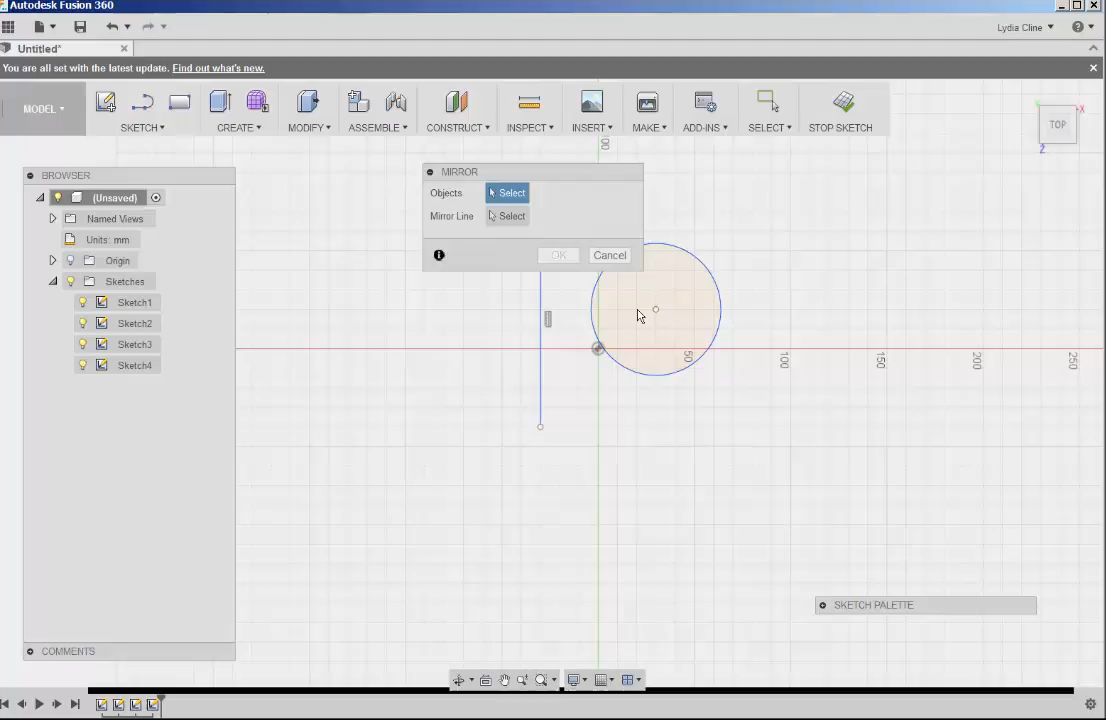 Autodesk Fusion 360
Lydia Cline
Untitled*
You are all set with the latest update. Find out what's new.
MODEL
SKETCH
CREATE
MODIFY
ASSEMBLE
CONSTRUCT
INSPECT
INSERT
MAKE
ADD-INS
SELECT
STOP SKETCH
TOP
X
Z
BROWSER
(Unsaved)
Named Views
Units: mm
Origin
Sketches
Sketch1
Sketch2
Sketch3
Sketch4
MIRROR
Objects
Select
Mirror Line
Select
OK
Cancel
50
100
150
200
250
SKETCH PALETTE
COMMENTS